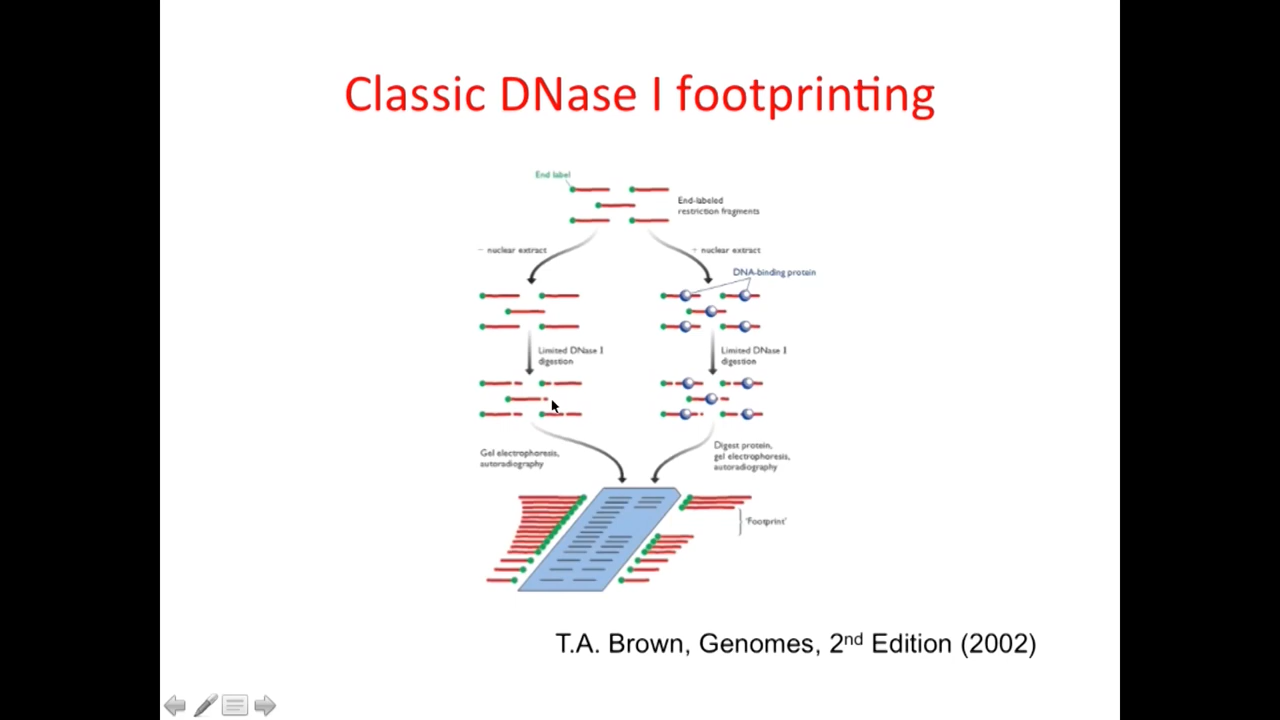 Classic DNase I footprinting
End label
End-labeled
restriction fragments
– nuclear extract
+ nuclear extract
DNA-binding protein
Limited DNase I
digestion
Limited DNase I
digestion
Gel electrophoresis,
autoradiography
Digest protein,
gel electrophoresis,
autoradiography
'Footprint'
T.A. Brown, Genomes, 2nd Edition (2002)